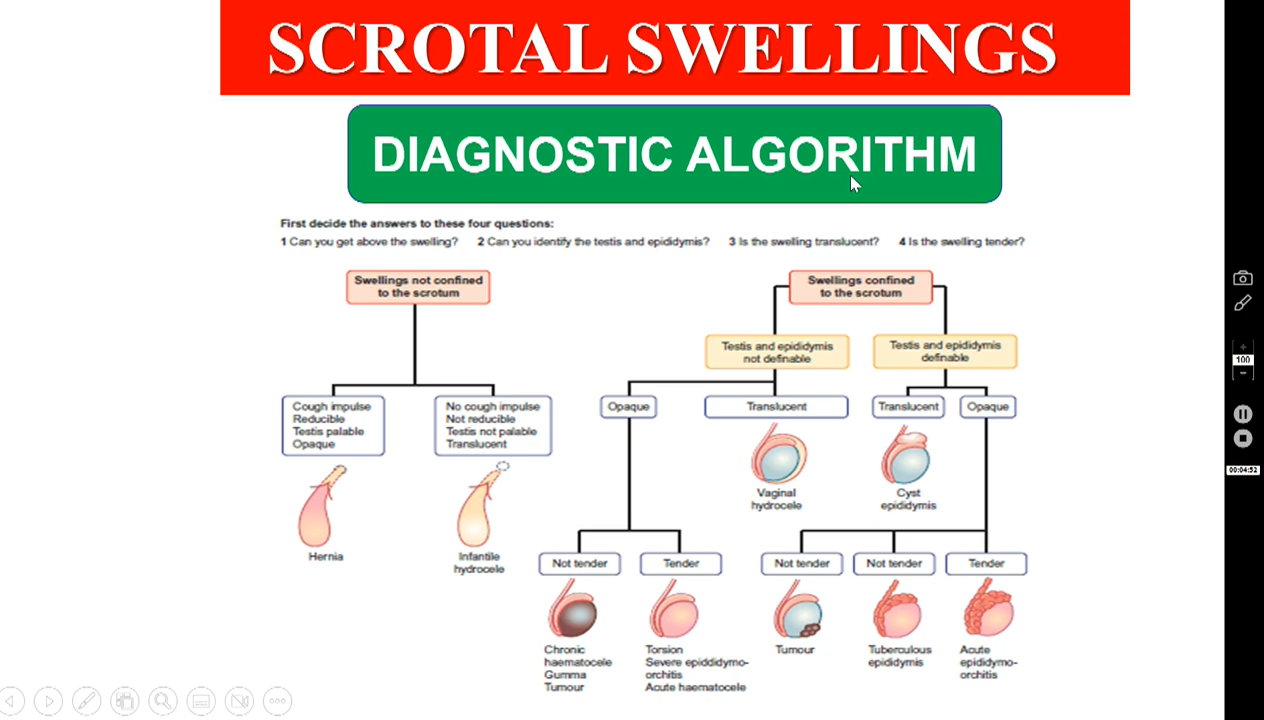 SCROTAL SWELLINGS
DIAGNOSTIC ALGORITHM
First decide the answers to these four questions:
1 Can you get above the swelling? 2 Can you identify the testis and epididymis? 3 Is the swelling translucent? 4 Is the swelling tender?
Swellings not confined
to the scrotum
Swellings confined
to the scrotum
Testis and epididymis
not definable
Testis and epididymis
definable
Cough impulse
Reducible
Testis palable
Opaque
No cough impulse
Not reducible
Testis not palable
Translucent
Opaque
Translucent
Translucent
Opaque
Vaginal
hydrocele
Cyst
epididymis
Hernia
Infantile
hydrocele
Not tender
Tender
Not tender
Not tender
Tender
Chronic
haematocele
Gumma
Tumour
Torsion
Severe epiddidymo-
orchitis
Acute haematocele
Tumour
Tuberculous
epididymis
Acute
epididymo-
orchitis
100
00:04:52